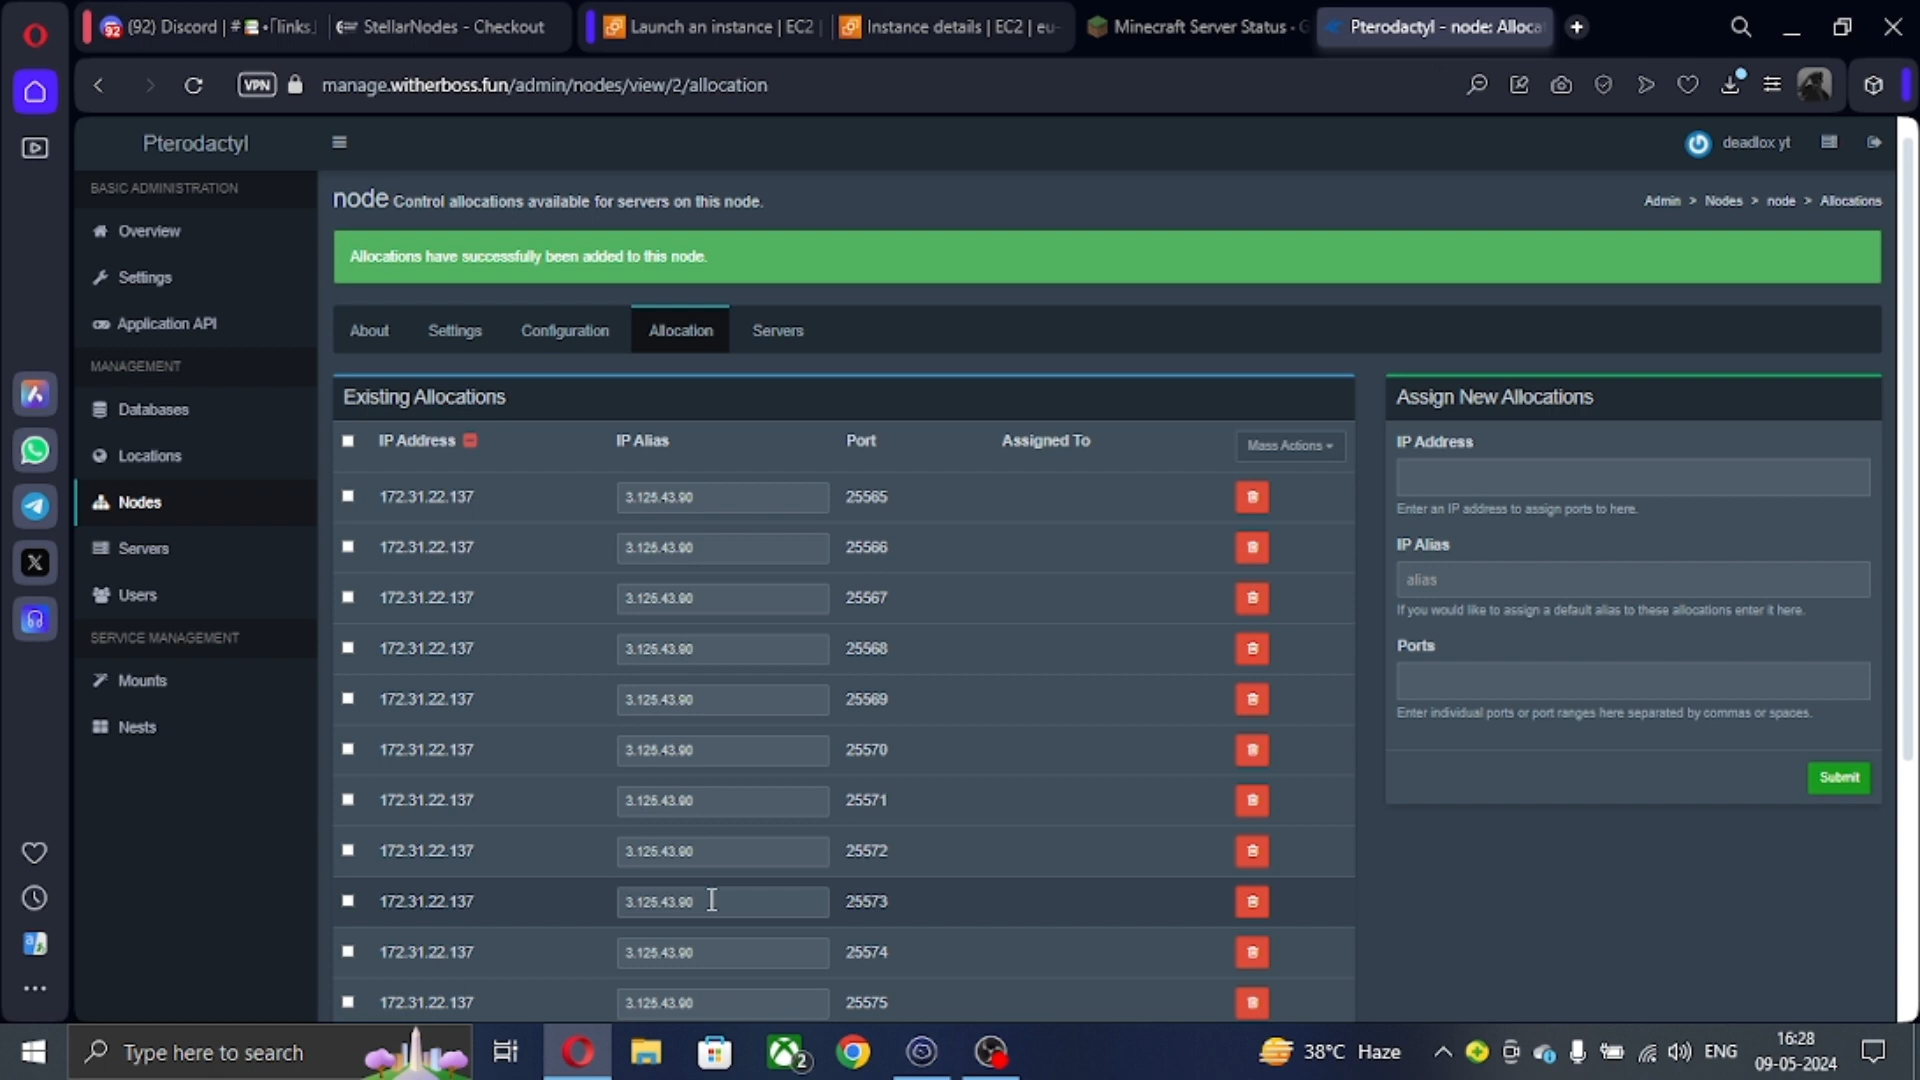 (92) Discord | #
StellarNodes - Checkout
Launch an instance | EC2 |
Instance details | EC2 | eu-
Minecraft Server Status -
Pterodactyl - node: Alloca
VPN manage.witherboss.fun/admin/nodes/view/2/allocation
Pterodactyl
deadlox yt
BASIC ADMINISTRATION
Overview
Settings
Application API
MANAGEMENT
Databases
Locations
Nodes
Servers
Users
SERVICE MANAGEMENT
Mounts
Nests
node Control allocations available for servers on this node.
Admin > Nodes > node > Allocations
Allocations have successfully been added to this node.
About Settings Configuration Allocation Servers
Existing Allocations
IP Address IP Alias Port Assigned To Mass Actions
172.31.22.137 3.125.43.90 25565
172.31.22.137 3.125.43.90 25566
172.31.22.137 3.125.43.90 25567
172.31.22.137 3.125.43.90 25568
172.31.22.137 3.125.43.90 25569
172.31.22.137 3.125.43.90 25570
172.31.22.137 3.125.43.90 25571
172.31.22.137 3.125.43.90 25572
172.31.22.137 3.125.43.90 25573
172.31.22.137 3.125.43.90 25574
172.31.22.137 3.125.43.90 25575
Assign New Allocations
IP Address
Enter an IP address to assign ports to here.
IP Alias
alias
If you would like to assign a default alias to these allocations enter it here.
Ports
Enter individual ports or port ranges here separated by commas or spaces.
Submit
Type here to search
2
38°C Haze
ENG
16:28
09-05-2024